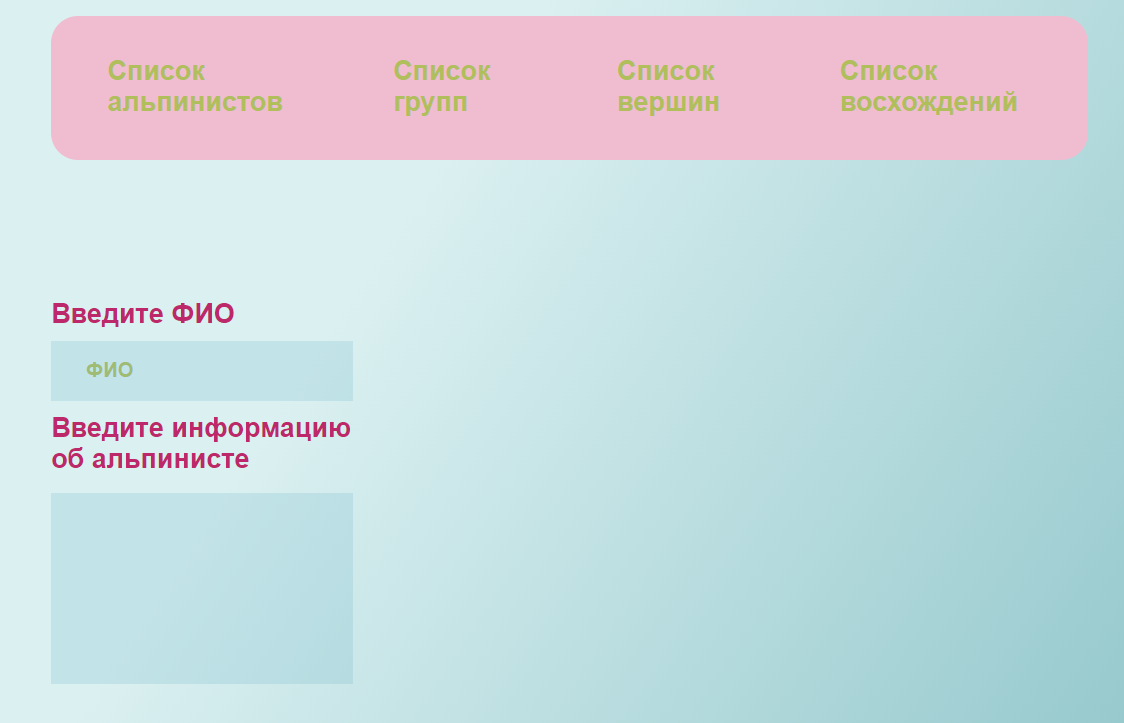 Список
альпинистов
Список
групп
Список
вершин
Список
восхождений
Введите ФИО
ФИО
Введите информацию
об альпинисте